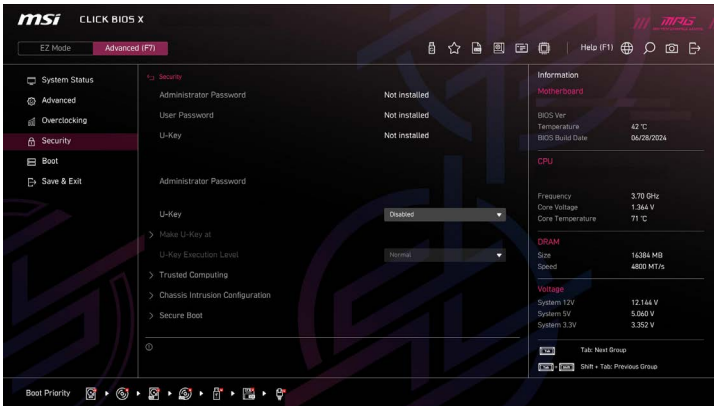 msi CLICK BIOS X
MPG
EZ Mode Advanced (F7) Help (F1)
System Status
Advanced
Overclocking
Security
Boot
Save & Exit
Security
Administrator Password Not installed
User Password Not installed
U-Key Not installed
Administrator Password
U-Key Disabled
Make U-Key at
U-Key Execution Level Normal
Trusted Computing
Chassis Intrusion Configuration
Secure Boot
Information
Motherboard
BIOS Ver
Temperature 42 °C
BIOS Build Date 06/28/2024
CPU
Frequency 3.70 GHz
Core Voltage 1.364 V
Core Temperature 71 °C
DRAM
Size 16384 MB
Speed 4800 MT/s
Voltage
System 12V 12.144 V
System 5V 5.060 V
System 3.3V 3.352 V
Tab Tab: Next Group
Tab + Shift Shift + Tab: Previous Group
Boot Priority